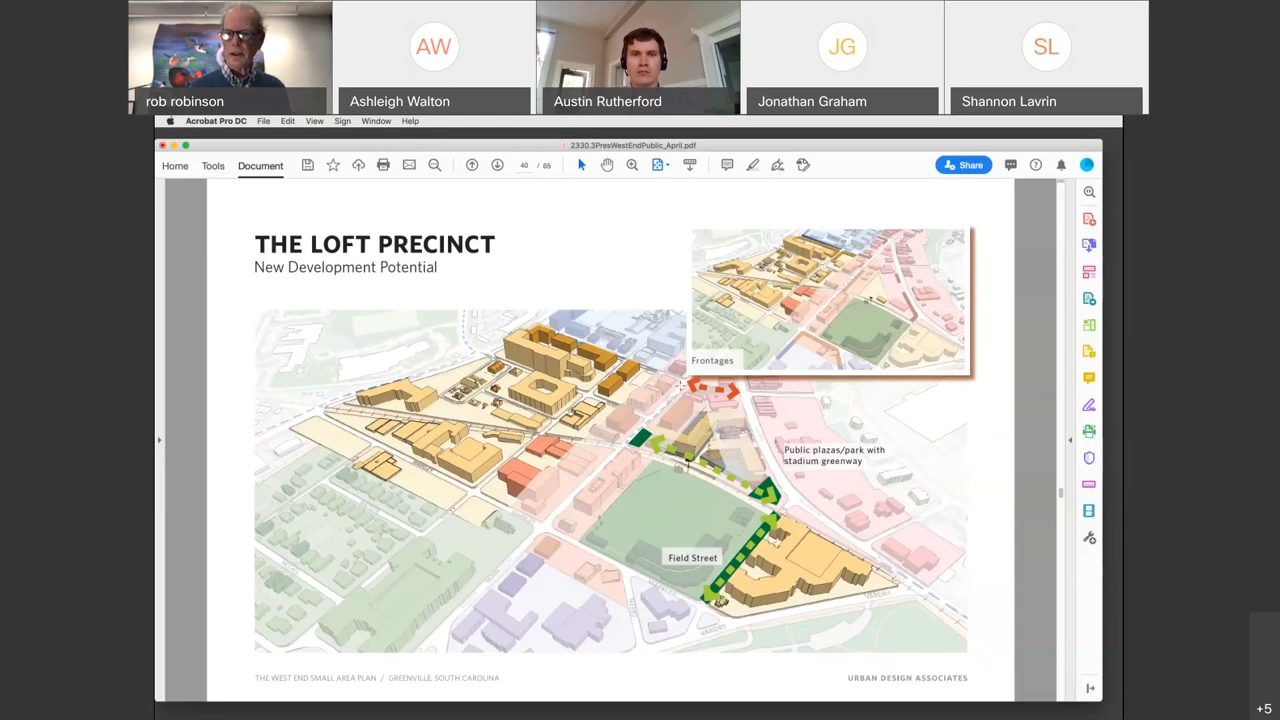 AW
JG
SL
rob robinson
Ashleigh Walton
Austin Rutherford
Jonathan Graham
Shannon Lavrin
Acrobat Pro DC File Edit View Sign Window Help
2330.3PresWestEndPublic_April.pdf
Home Tools Document
40 / 65
Share
THE LOFT PRECINCT
New Development Potential
Frontages
Public plazas/park with
stadium greenway
Field Street
VARDRY
VARDRY
THE WEST END SMALL AREA PLAN / GREENVILLE, SOUTH CAROLINA
URBAN DESIGN ASSOCIATES
+5